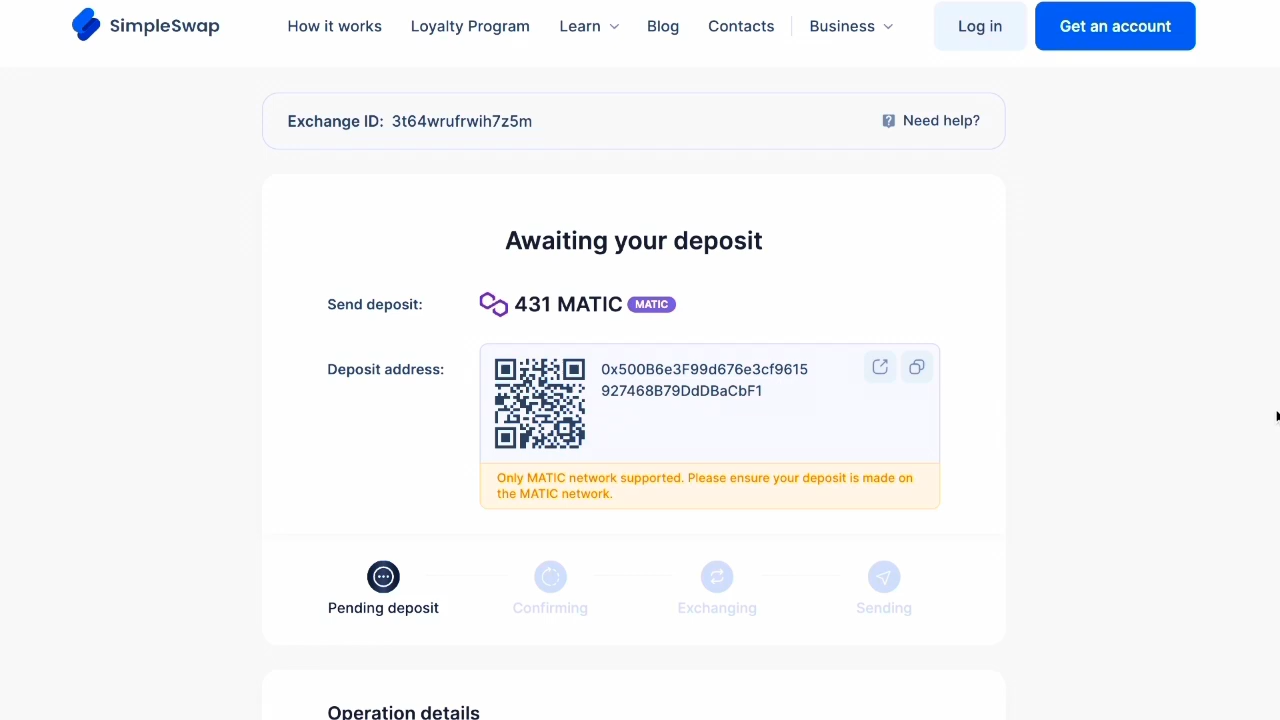 SimpleSwap
How it works
Loyalty Program
Learn
Blog
Contacts
Business
Log in
Get an account
Exchange ID: 3t64wrufrwih7z5m
Need help?
Awaiting your deposit
Send deposit:
431 MATIC MATIC
Deposit address:
0x500B6e3F99d676e3cf9615
927468B79DdDBaCbF1
Only MATIC network supported. Please ensure your deposit is made on
the MATIC network.
Pending deposit
Confirming
Exchanging
Sending
Operation details